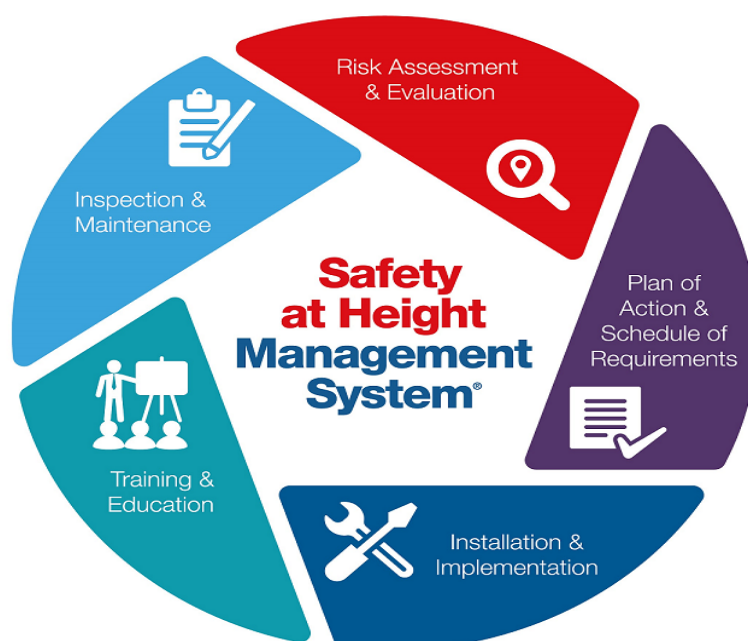 Risk Assessment
& Evaluation
Plan of
Action &
Schedule of
Requirements
Installation &
Implementation
Training &
Education
Inspection &
Maintenance
Safety
at Height
Management
System®